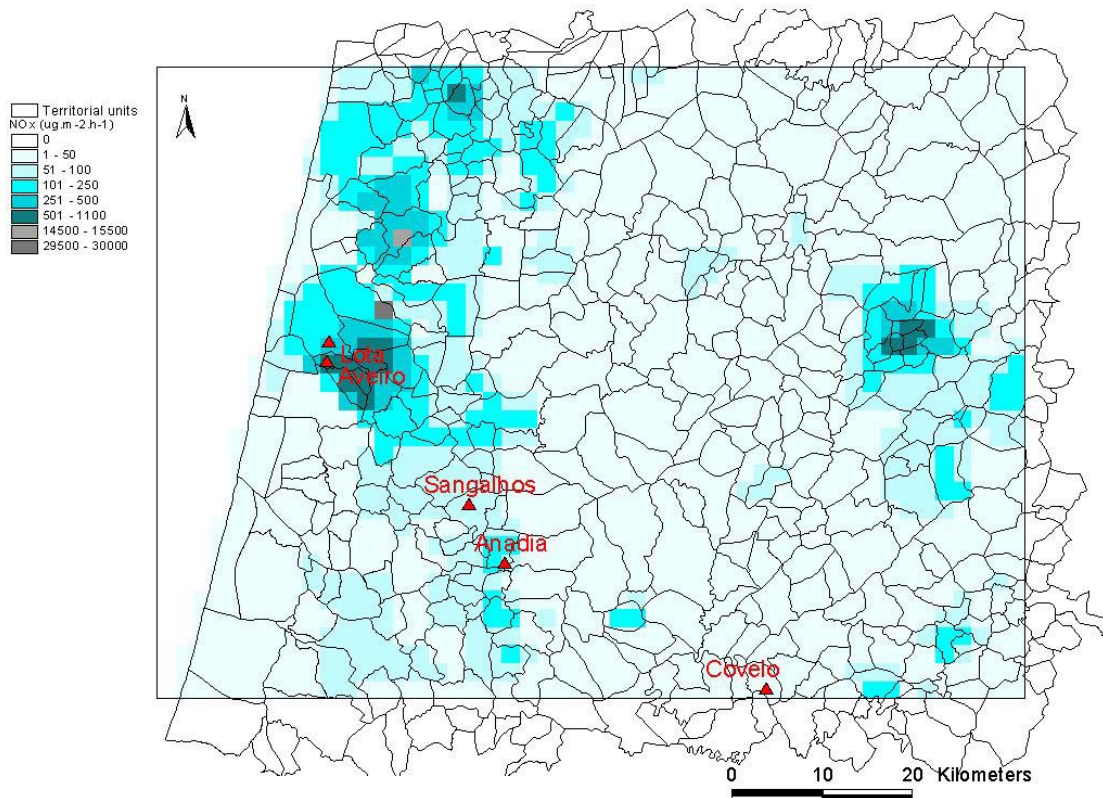 N
Territorial units
NOx (ug.m-2.h-1)
0
1 - 50
51 - 100
101 - 250
251 - 500
501 - 1100
14500 - 15500
29500 - 30000
Lota
Aveiro
Sangalhos
Anadia
Covelo
0 10 20 Kilometers